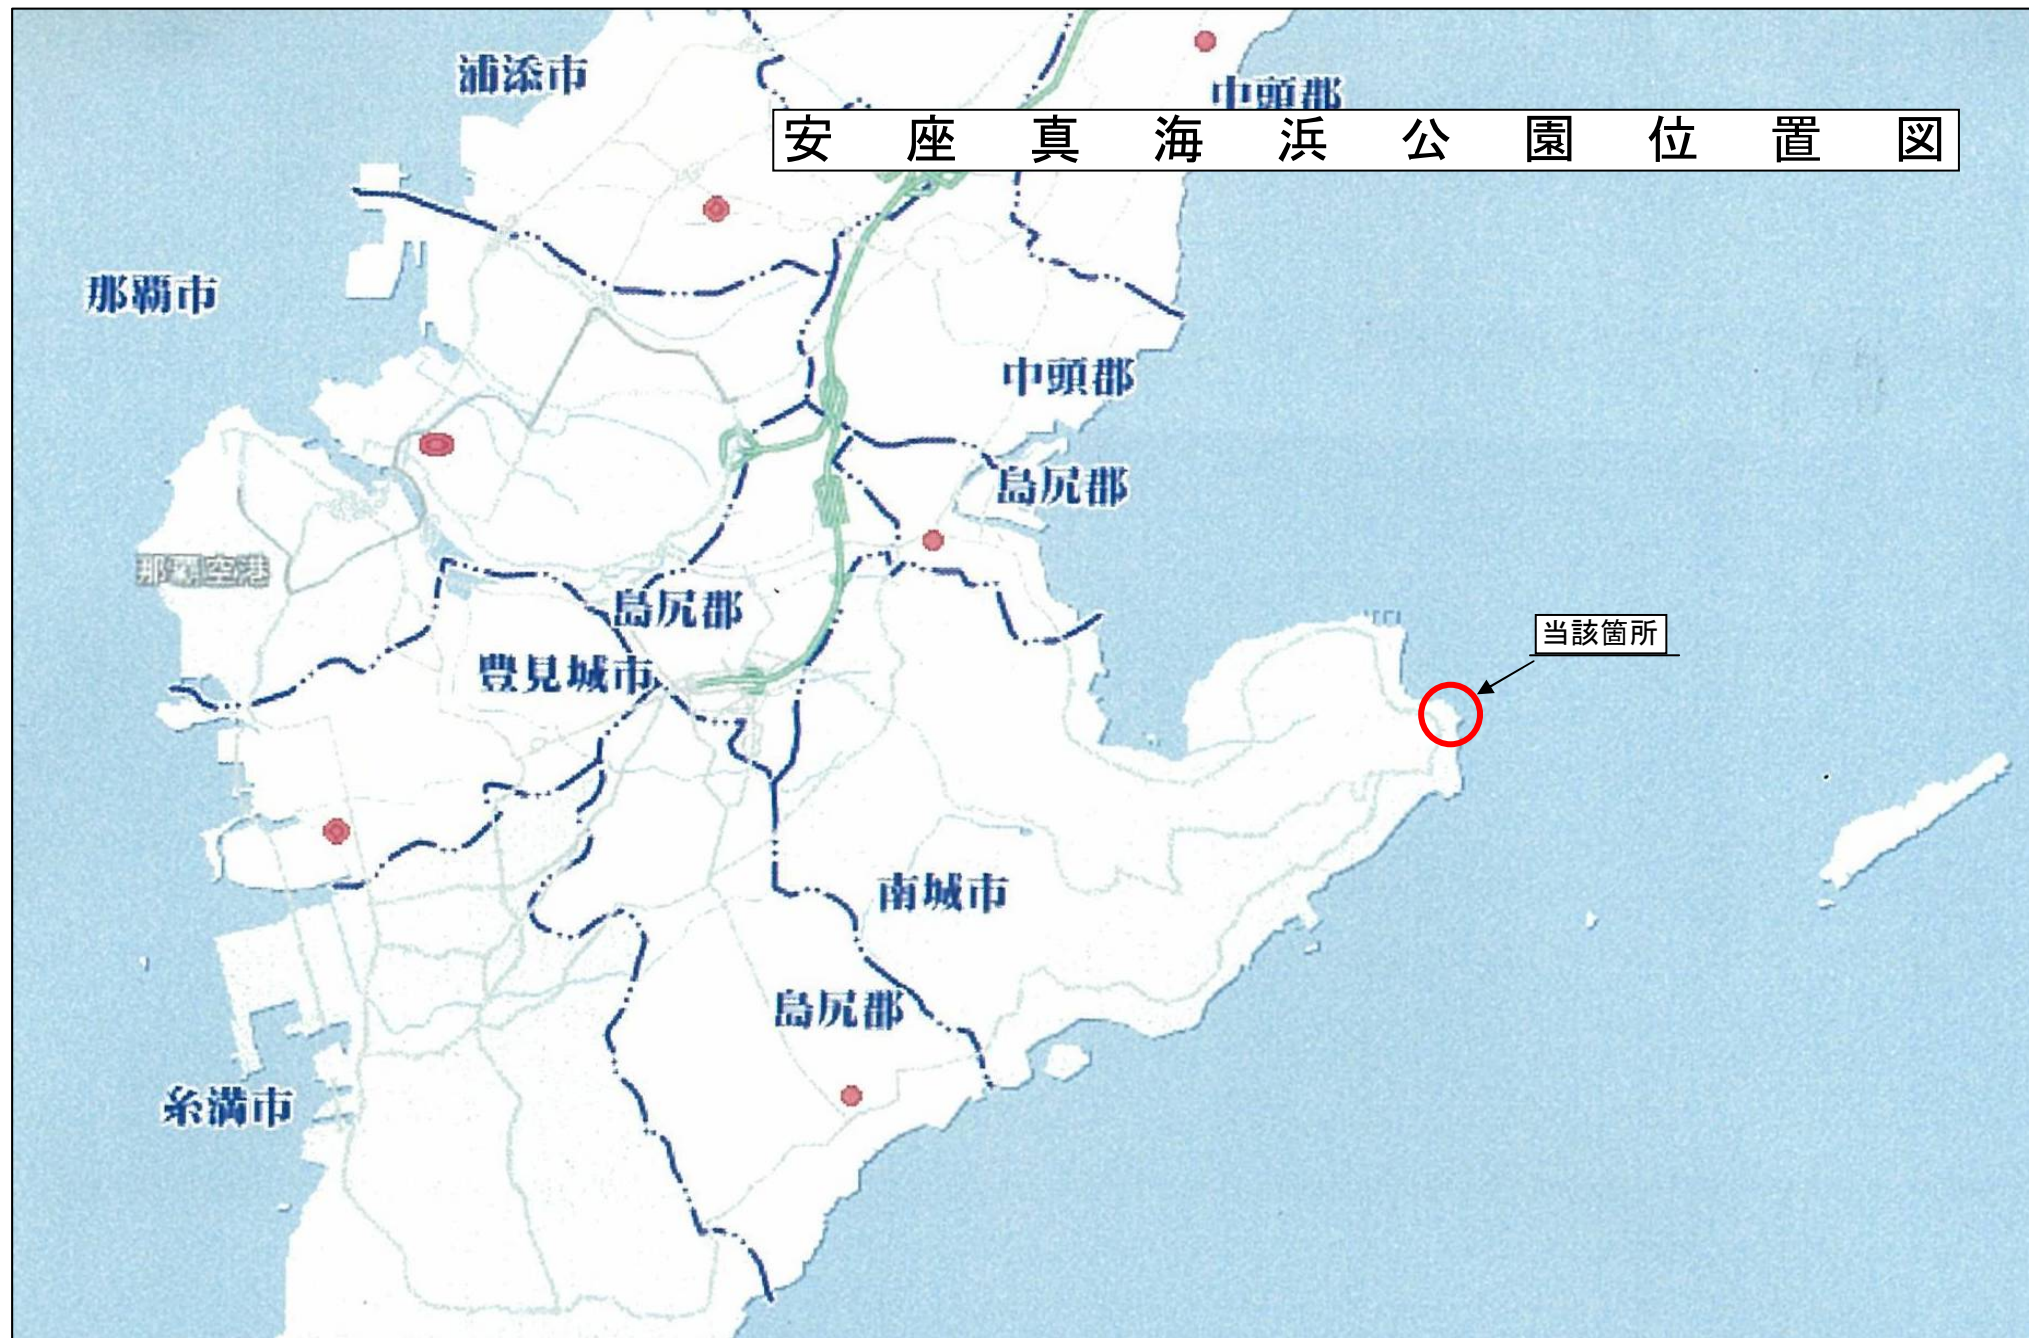 浦添市
中頭郡
安座真海浜公園位置図
那覇市
中頭郡
島尻郡
那覇空港
島尻郡
当該箇所
豊見城市
南城市
島尻郡
糸満市